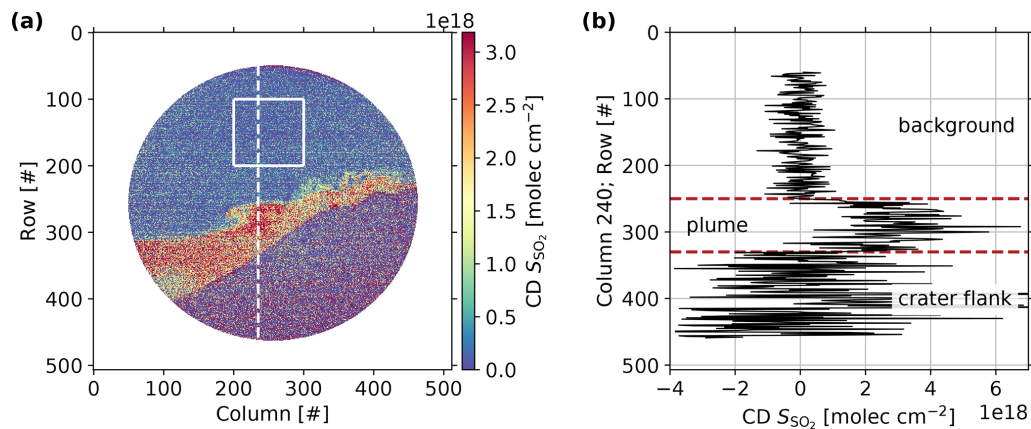 (a)
1e18
0
100
200
300
400
500
Row [#]
0 100 200 300 400 500
Column [#]
3.0
2.5
2.0
1.5
1.0
0.5
0.0
CD S_SO₂ [molec cm⁻²]
(b)
0
100
200
300
400
500
Column 240; Row [#]
background
plume
crater flank
−4 −2 0 2 4 6
1e18
CD S_SO₂ [molec cm⁻²]